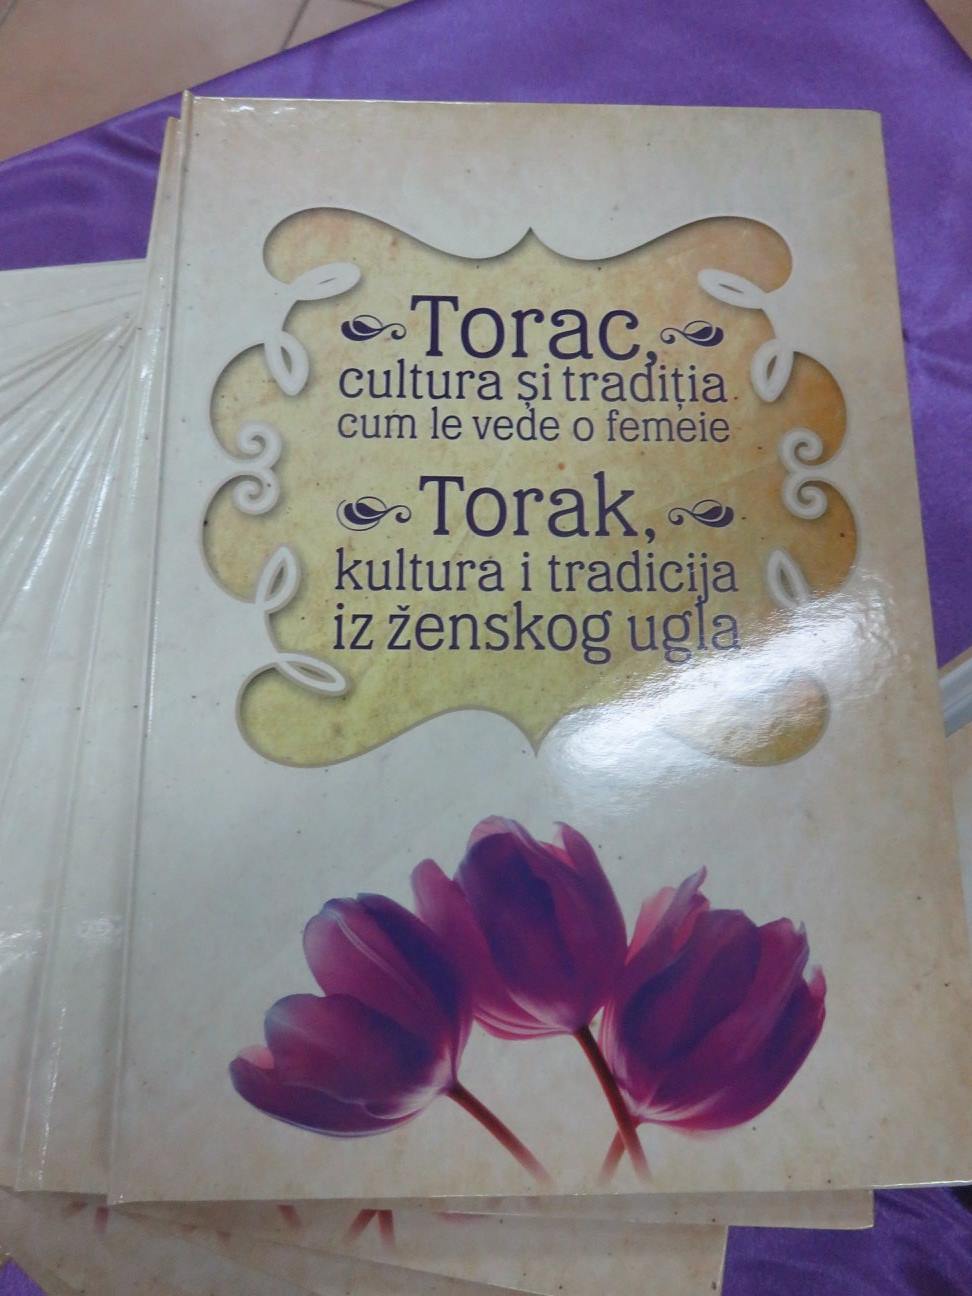 Torac,
cultura și tradiția
cum le vede o femeie
Torak,
kultura i tradicija
iz ženskog ugla